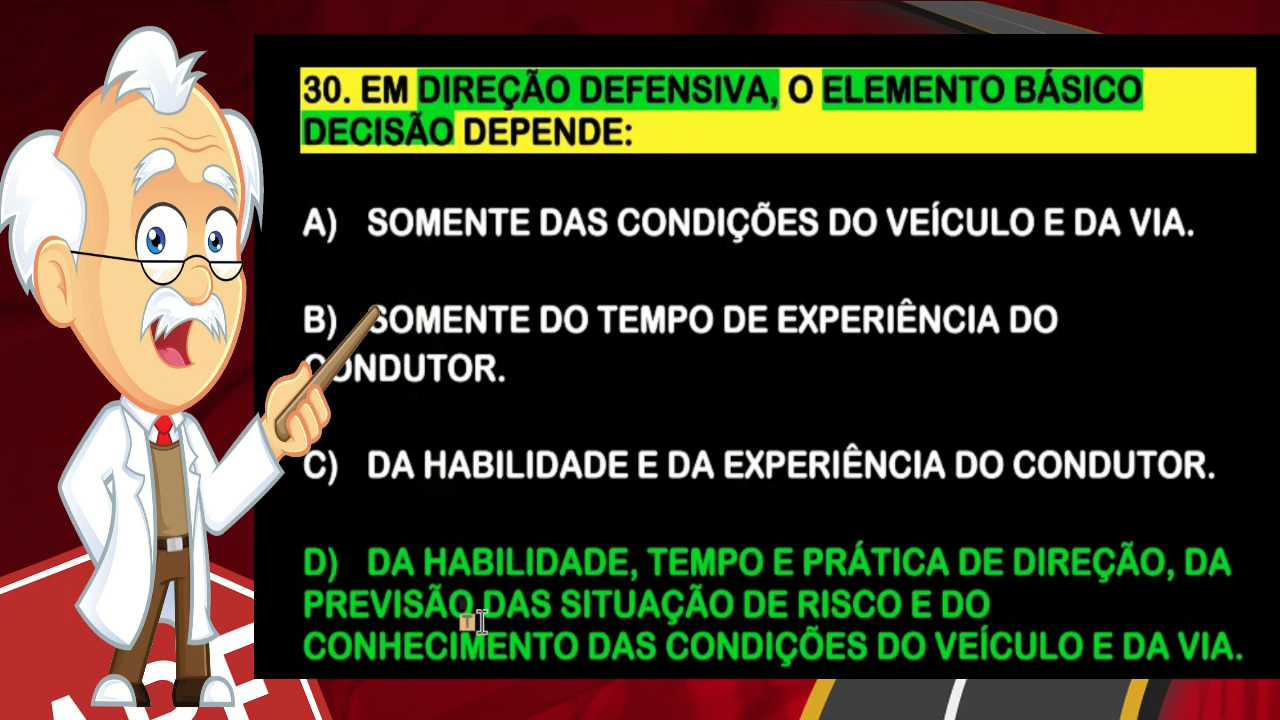 30. EM DIREÇÃO DEFENSIVA, O ELEMENTO BÁSICO
DECISÃO DEPENDE:
A) SOMENTE DAS CONDIÇÕES DO VEÍCULO E DA VIA.
B) SOMENTE DO TEMPO DE EXPERIÊNCIA DO
CONDUTOR.
C) DA HABILIDADE E DA EXPERIÊNCIA DO CONDUTOR.
D) DA HABILIDADE, TEMPO E PRÁTICA DE DIREÇÃO, DA
PREVISÃO DAS SITUAÇÃO DE RISCO E DO
CONHECIMENTO DAS CONDIÇÕES DO VEÍCULO E DA VIA.